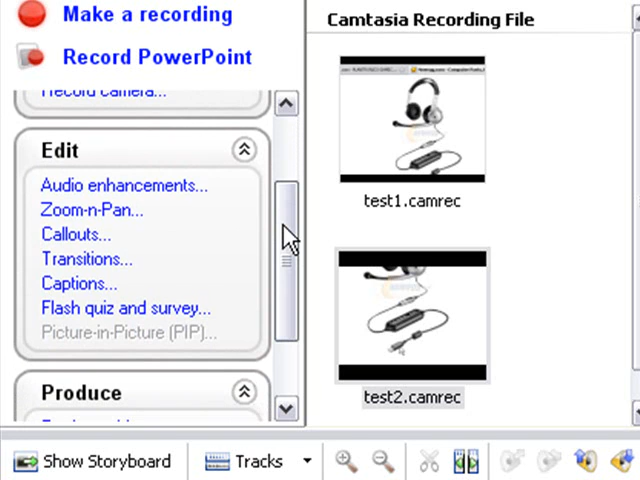 Make a recording
Record PowerPoint
Record camera...
Edit
Audio enhancements...
Zoom-n-Pan...
Callouts...
Transitions...
Captions...
Flash quiz and survey...
Picture-in-Picture (PIP)...
Produce
Camtasia Recording File
test1.camrec
test2.camrec
Show Storyboard
Tracks